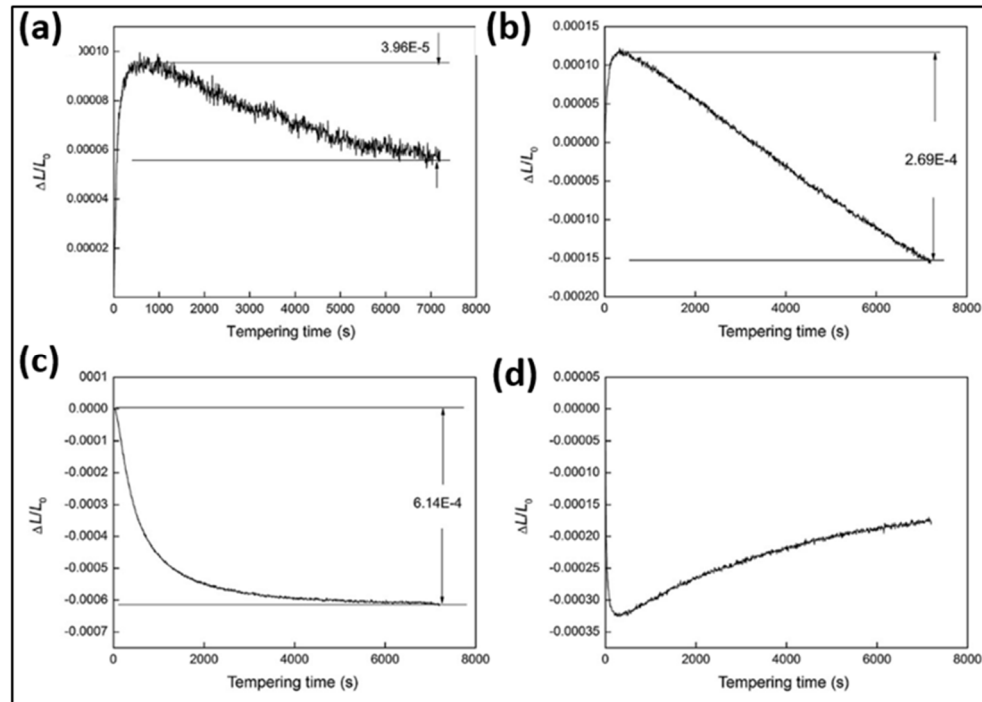 (a)
3.96E-5
.00010
0.00008
0.00006
0.00004
0.00002
ΔL/L0
0 1000 2000 3000 4000 5000 6000 7000 8000
Tempering time (s)
(b)
0.00015
0.00010
0.00005
0.00000
-0.00005
-0.00010
-0.00015
-0.00020
ΔL/L0
2.69E-4
0 2000 4000 6000 8000
Tempering time (s)
(c)
0001
0.0000
-0.0001
-0.0002
-0.0003
-0.0004
-0.0005
-0.0006
-0.0007
ΔL/L0
6.14E-4
0 2000 4000 6000 8000
Tempering time (s)
(d)
0.00005
0.00000
-0.00005
-0.00010
-0.00015
-0.00020
-0.00025
-0.00030
-0.00035
ΔL/L0
0 2000 4000 6000 8000
Tempering time (s)